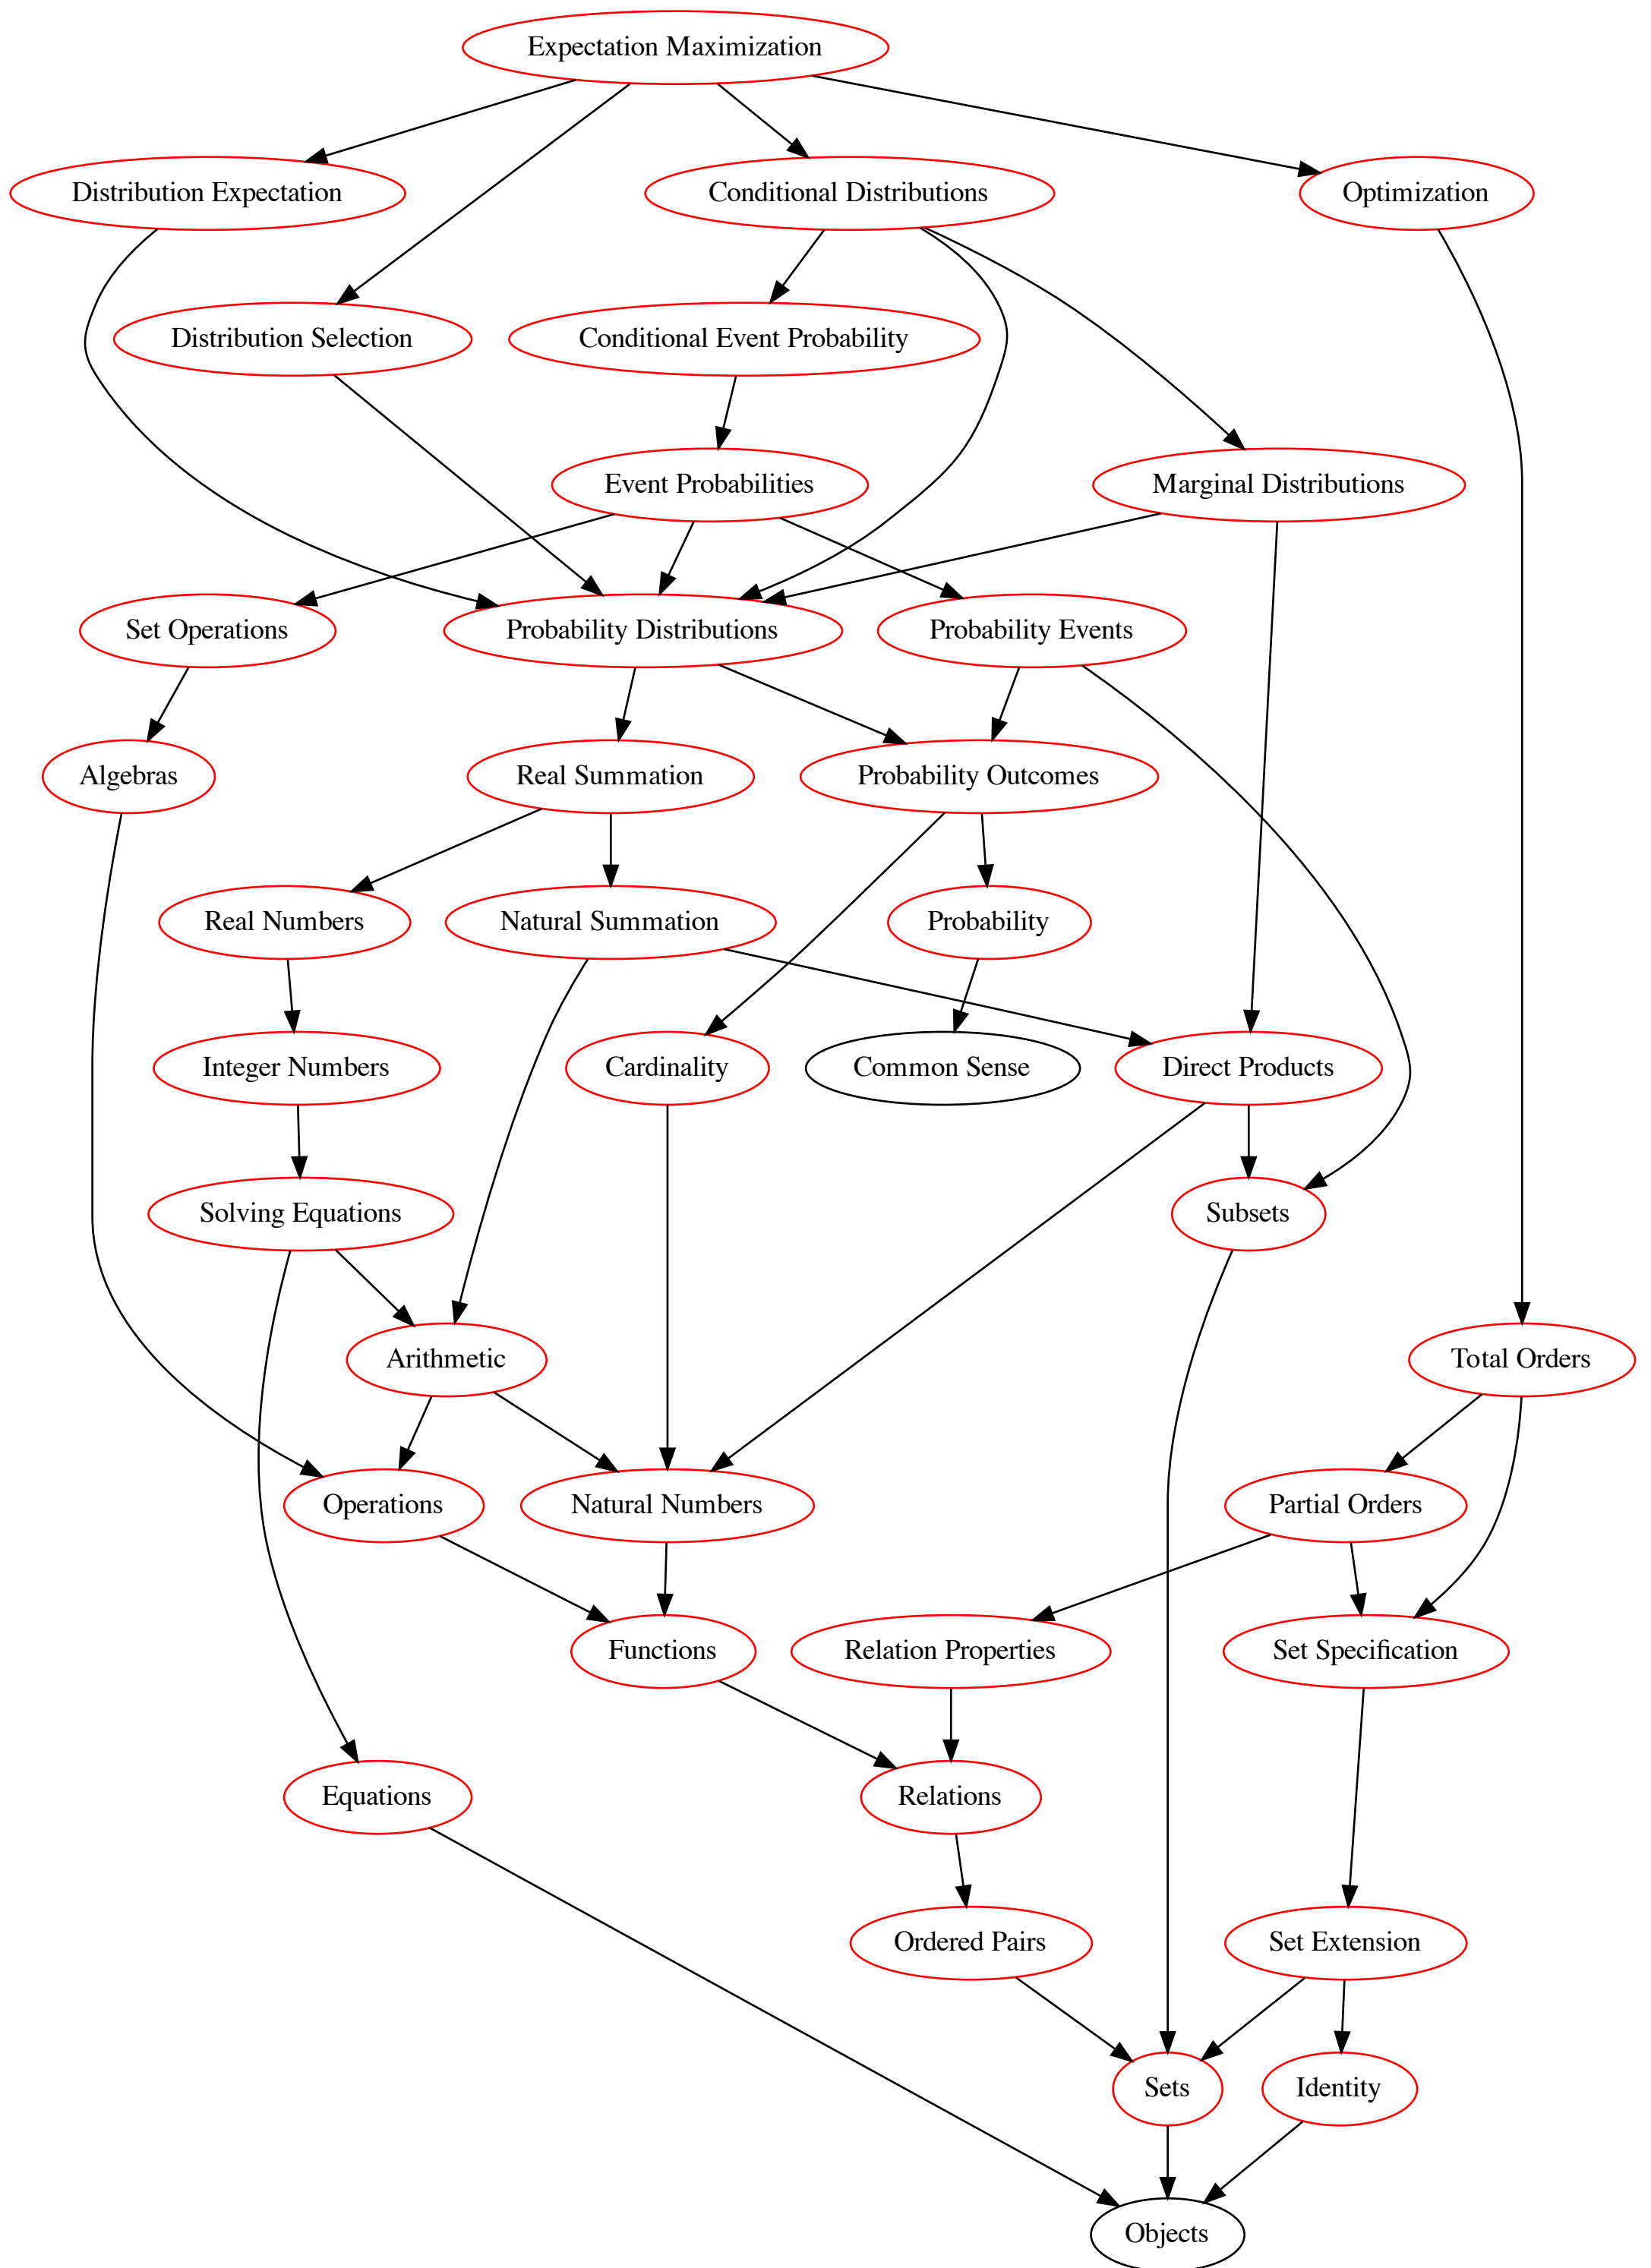 Expectation Maximization
Distribution Expectation
Conditional Distributions
Optimization
Distribution Selection
Conditional Event Probability
Event Probabilities
Marginal Distributions
Set Operations
Probability Distributions
Probability Events
Algebras
Real Summation
Probability Outcomes
Real Numbers
Natural Summation
Probability
Integer Numbers
Cardinality
Common Sense
Direct Products
Solving Equations
Subsets
Arithmetic
Total Orders
Operations
Natural Numbers
Partial Orders
Functions
Relation Properties
Set Specification
Equations
Relations
Ordered Pairs
Set Extension
Sets
Identity
Objects